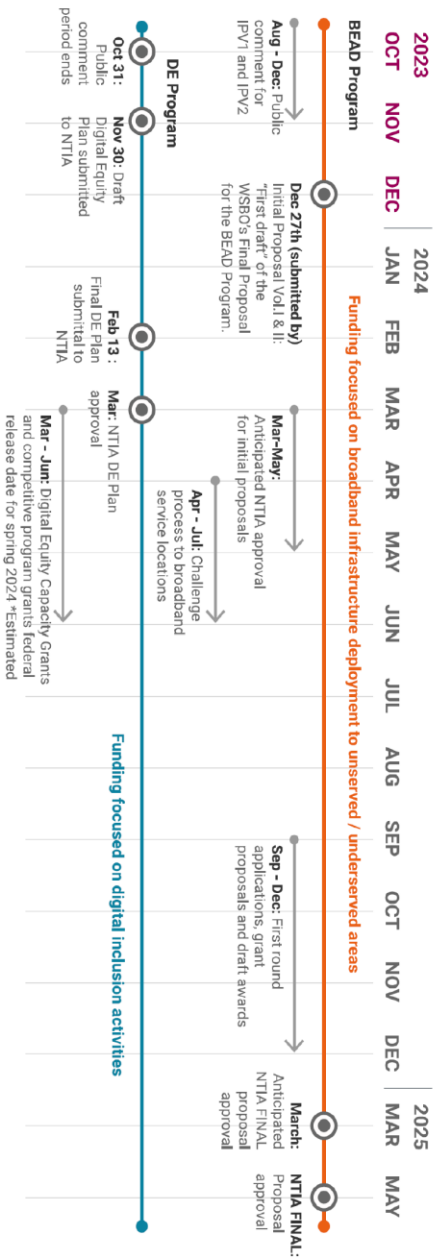 2023
2024
2025
OCT
NOV
DEC
JAN
FEB
MAR
APR
MAY
JUN
JUL
AUG
SEP
OCT
NOV
DEC
MAR
MAY
BEAD Program
Funding focused on broadband infrastructure deployment to unserved / underserved areas
Aug - Dec: Public
comment for
IPV1 and IPV2
Dec 27th (submitted by)
Initial Proposal Vol.I & II:
"First draft" of the
WSBO's Final Proposal
for the BEAD Program.
Mar-May:
Anticipated NTIA approval
for initial proposals
Apr - Jul: Challenge
process to broadband
service locations
Sep - Dec: First round
applications, grant
proposals and draft awards
March:
Anticipated
NTIA FINAL
proposal
approval
NTIA FINAL:
Proposal
approval
DE Program
Funding focused on digital inclusion activities
Oct 31:
Public
comment
period ends
Nov 30: Draft
Digital Equity
Plan submitted
to NTIA
Feb 13 :
Final DE Plan
submittal to
NTIA
Mar: NTIA DE Plan
approval
Mar - Jun: Digital Equity Capacity Grants
and competitive program grants federal
release date for spring 2024 *Estimated